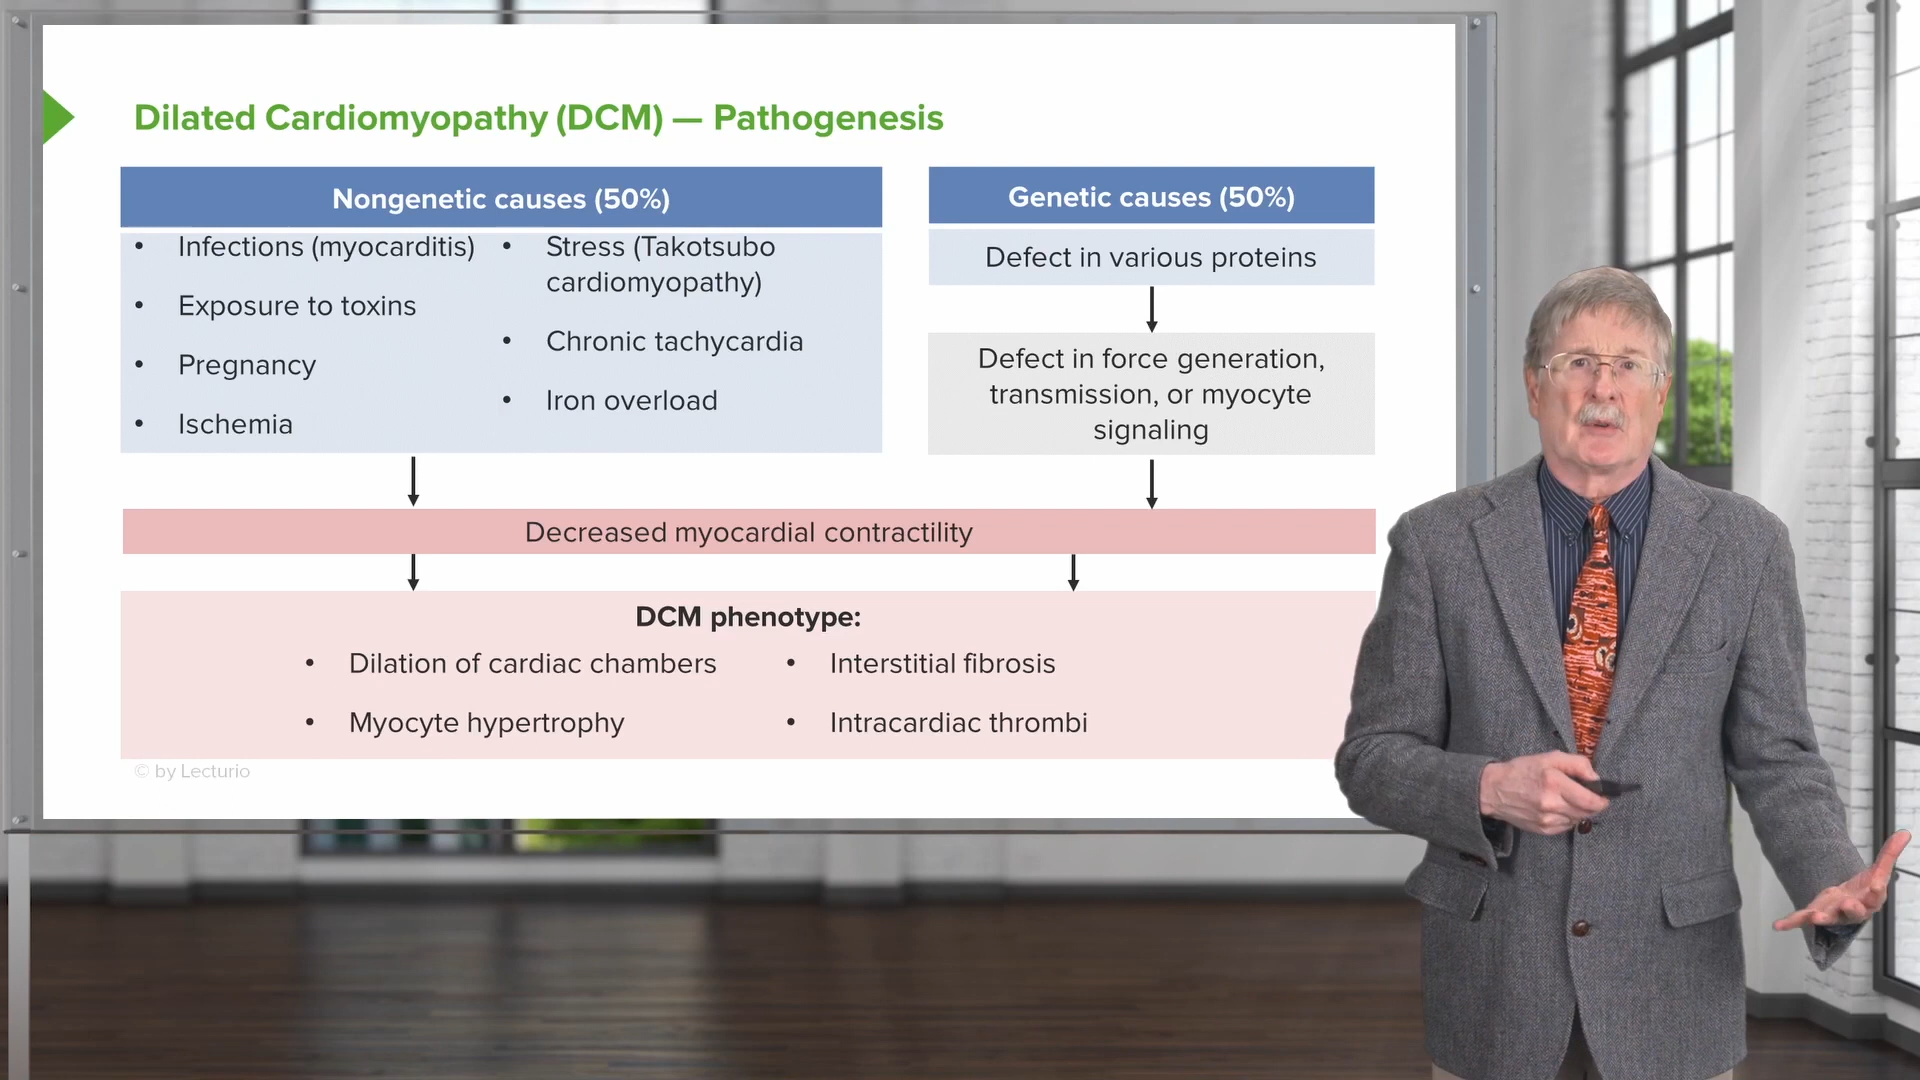 Dilated Cardiomyopathy (DCM) — Pathogenesis
Nongenetic causes (50%)
• Infections (myocarditis)
• Exposure to toxins
• Pregnancy
• Ischemia
• Stress (Takotsubo
cardiomyopathy)
• Chronic tachycardia
• Iron overload
Genetic causes (50%)
Defect in various proteins
Defect in force generation,
transmission, or myocyte
signaling
Decreased myocardial contractility
DCM phenotype:
• Dilation of cardiac chambers
• Myocyte hypertrophy
• Interstitial fibrosis
• Intracardiac thrombi
© by Lecturio